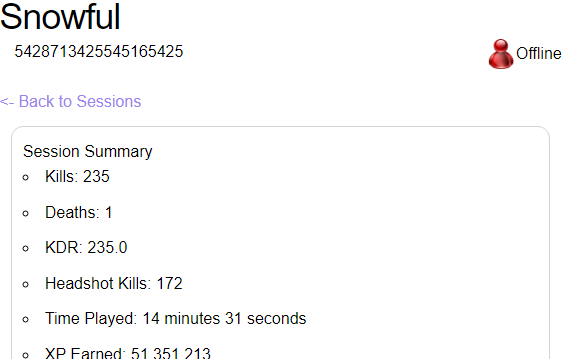 Snowful
5428713425545165425
Offline
<- Back to Sessions
Session Summary
Kills: 235
Deaths: 1
KDR: 235.0
Headshot Kills: 172
Time Played: 14 minutes 31 seconds
XP Earned: 51,351,213